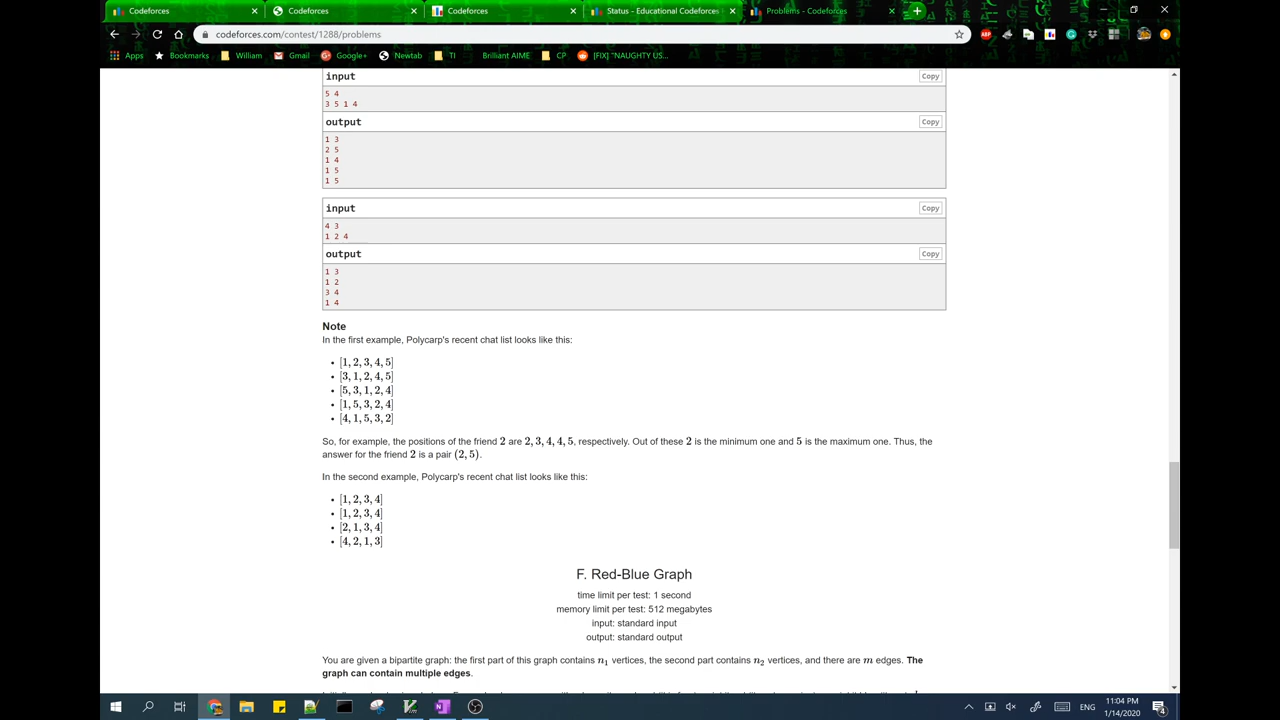 Codeforces
Codeforces
Codeforces
Status - Educational Codeforces
Problems - Codeforces
codeforces.com/contest/1288/problems
Apps
Bookmarks
William
Gmail
Google+
Newtab
TI
Brilliant AIME
CP
[FIX] "NAUGHTY US...
input
Copy
5 4
3 5 1 4
output
Copy
1 3
2 5
1 4
1 5
1 5
input
Copy
4 3
1 2 4
output
Copy
1 3
1 2
3 4
1 4
Note
In the first example, Polycarp's recent chat list looks like this:
• [1, 2, 3, 4, 5]
• [3, 1, 2, 4, 5]
• [5, 3, 1, 2, 4]
• [1, 5, 3, 2, 4]
• [4, 1, 5, 3, 2]
So, for example, the positions of the friend 2 are 2, 3, 4, 4, 5, respectively. Out of these 2 is the minimum one and 5 is the maximum one. Thus, the
answer for the friend 2 is a pair (2, 5).
In the second example, Polycarp's recent chat list looks like this:
• [1, 2, 3, 4]
• [1, 2, 3, 4]
• [2, 1, 3, 4]
• [4, 2, 1, 3]
F. Red-Blue Graph
time limit per test: 1 second
memory limit per test: 512 megabytes
input: standard input
output: standard output
You are given a bipartite graph: the first part of this graph contains n1 vertices, the second part contains n2 vertices, and there are m edges. The
graph can contain multiple edges.
ENG
11:04 PM
1/14/2020